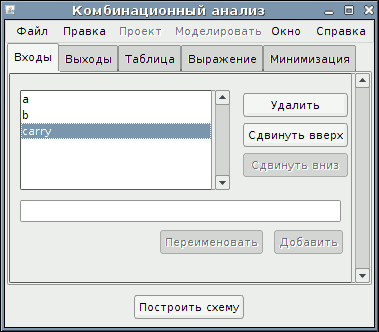 Комбинационный анализ
Файл Правка Проект Моделировать Окно Справка
Входы Выходы Таблица Выражение Минимизация
a
b
carry
Удалить
Сдвинуть вверх
Сдвинуть вниз
Переименовать Добавить
Построить схему